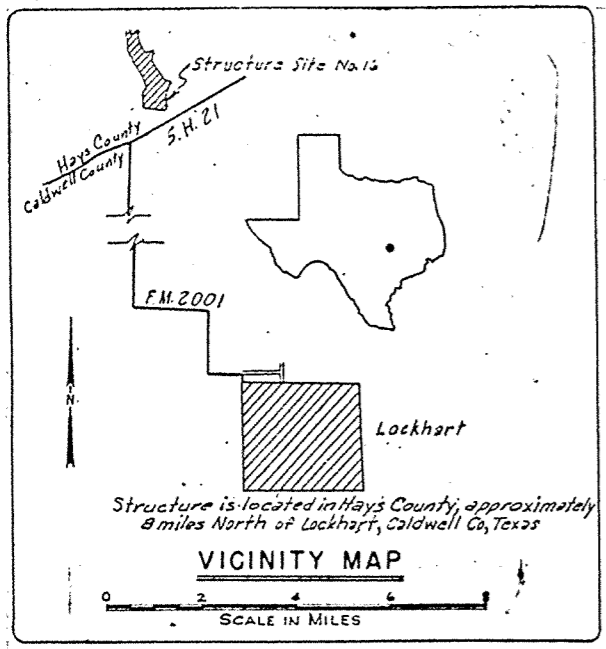 Structure Site No. 16
S.H. 21
Hays County
Caldwell County
F.M. 2001
N
Lockhart
Structure is located in Hays County, approximately
8 miles North of Lockhart, Caldwell Co, Texas
VICINITY MAP
0 2 4 6 8
SCALE IN MILES